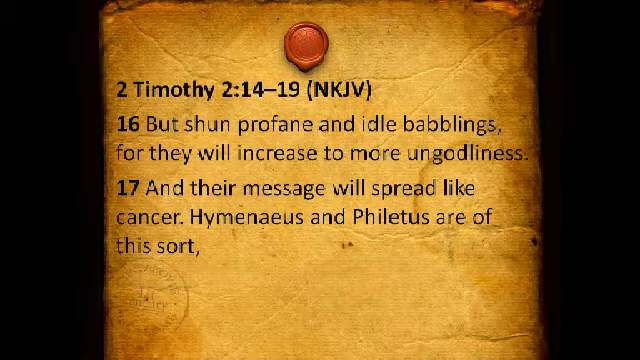 2 Timothy 2:14–19 (NKJV)
16 But shun profane and idle babblings,
for they will increase to more ungodliness.
17 And their message will spread like
cancer. Hymenaeus and Philetus are of
this sort,